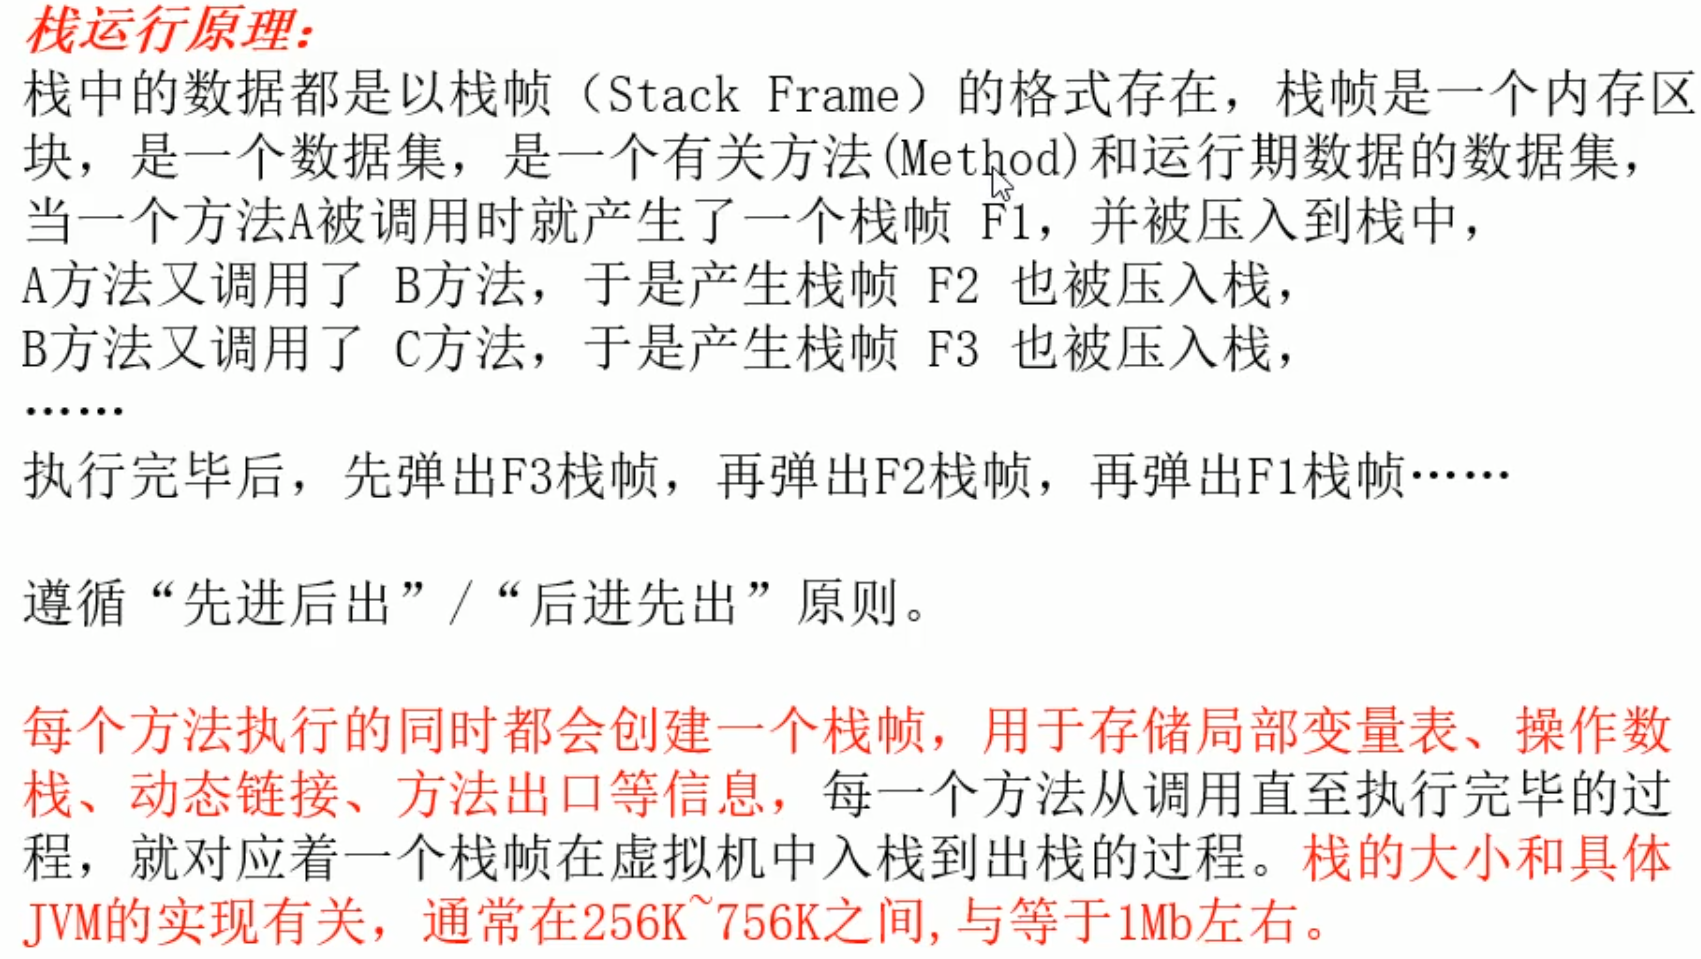 栈运行原理：
栈中的数据都是以栈帧（Stack Frame）的格式存在，栈帧是一个内存区
块，是一个数据集，是一个有关方法(Method)和运行期数据的数据集，
当一个方法A被调用时就产生了一个栈帧 F1，并被压入到栈中，
A方法又调用了 B方法，于是产生栈帧 F2 也被压入栈，
B方法又调用了 C方法，于是产生栈帧 F3 也被压入栈，
……
执行完毕后，先弹出F3栈帧，再弹出F2栈帧，再弹出F1栈帧……
遵循“先进后出”/“后进先出”原则。
每个方法执行的同时都会创建一个栈帧，用于存储局部变量表、操作数
栈、动态链接、方法出口等信息，每一个方法从调用直至执行完毕的过
程，就对应着一个栈帧在虚拟机中入栈到出栈的过程。栈的大小和具体
JVM的实现有关，通常在256K~756K之间,与等于1Mb左右。